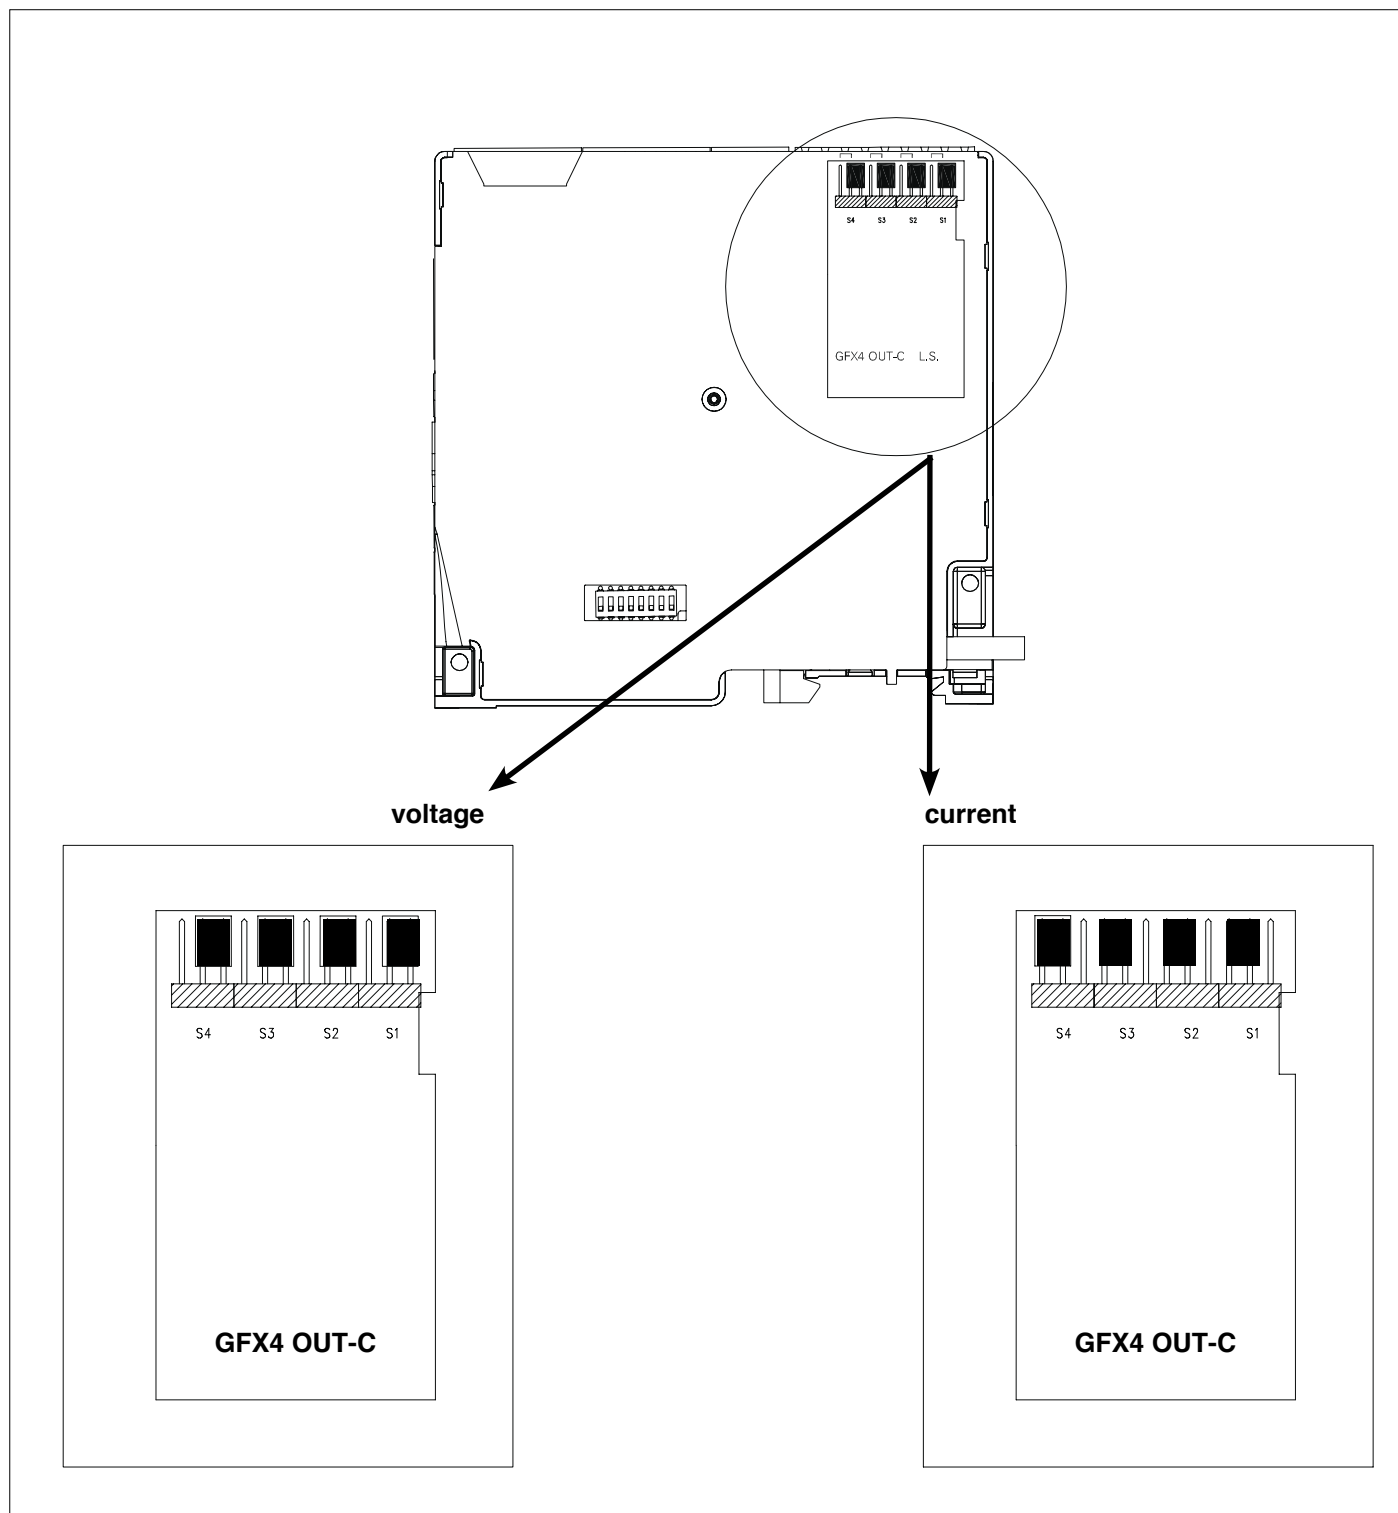 S4 S3 S2 S1
GFX4 OUT-C L.S.
voltage
current
S4 S3 S2 S1
GFX4 OUT-C
S4 S3 S2 S1
GFX4 OUT-C